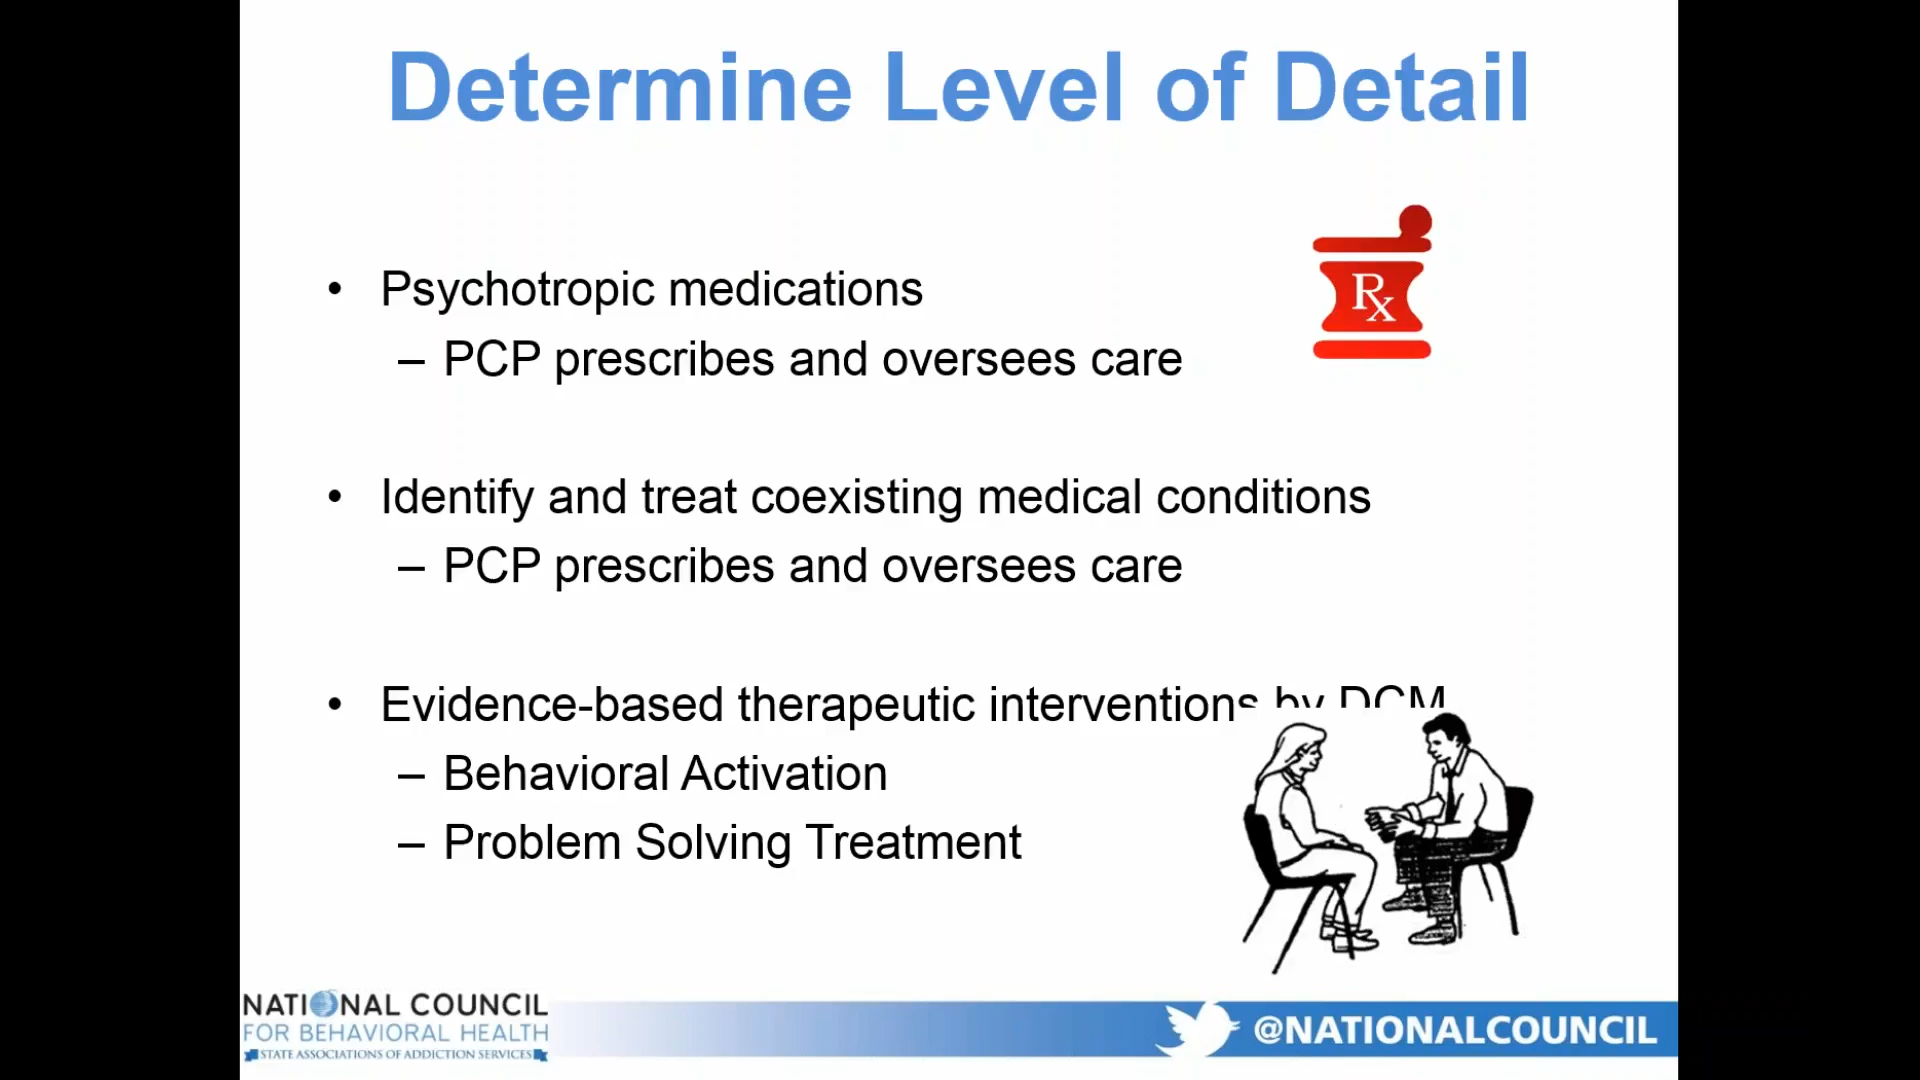 Determine Level of Detail
Rx
• Psychotropic medications
– PCP prescribes and oversees care
• Identify and treat coexisting medical conditions
– PCP prescribes and oversees care
• Evidence-based therapeutic interventions by DCM
– Behavioral Activation
– Problem Solving Treatment
NATIONAL COUNCIL
FOR BEHAVIORAL HEALTH
STATE ASSOCIATIONS OF ADDICTION SERVICES
@NATIONALCOUNCIL